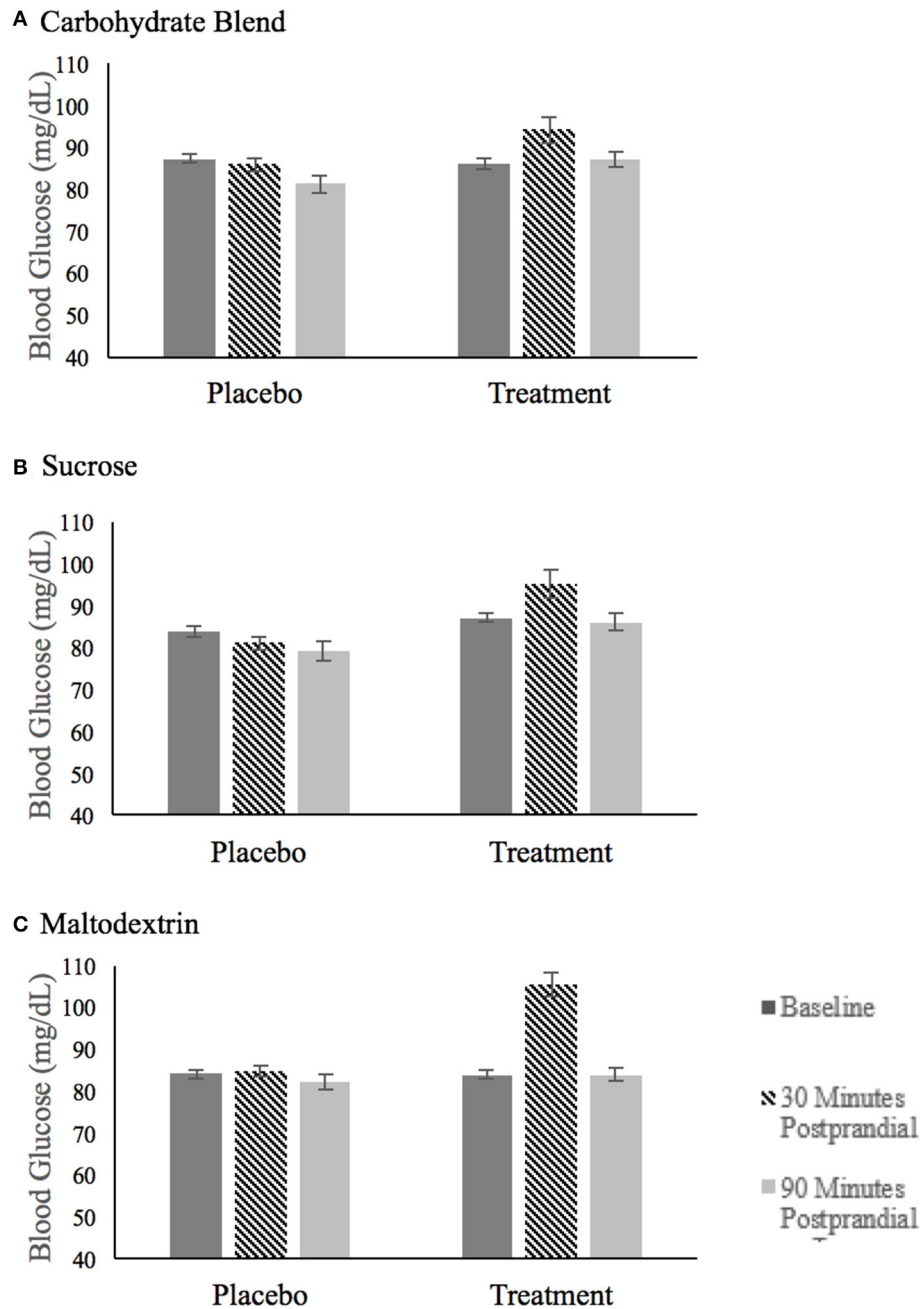 A Carbohydrate Blend
110
100
90
80
70
60
50
40
Blood Glucose (mg/dL)
Placebo Treatment
B Sucrose
110
100
90
80
70
60
50
40
Blood Glucose (mg/dL)
Placebo Treatment
C Maltodextrin
110
100
90
80
70
60
50
40
Blood Glucose (mg/dL)
Placebo Treatment
Baseline
30 Minutes
Postprandial
90 Minutes
Postprandial